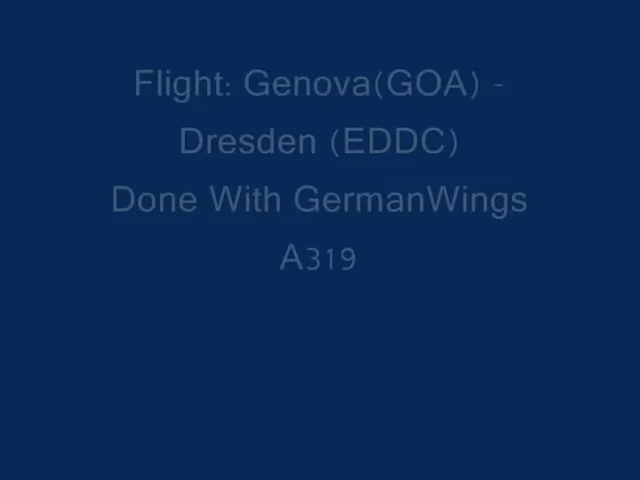 Flight: Genova(GOA) -
Dresden (EDDC)
Done With GermanWings
A319